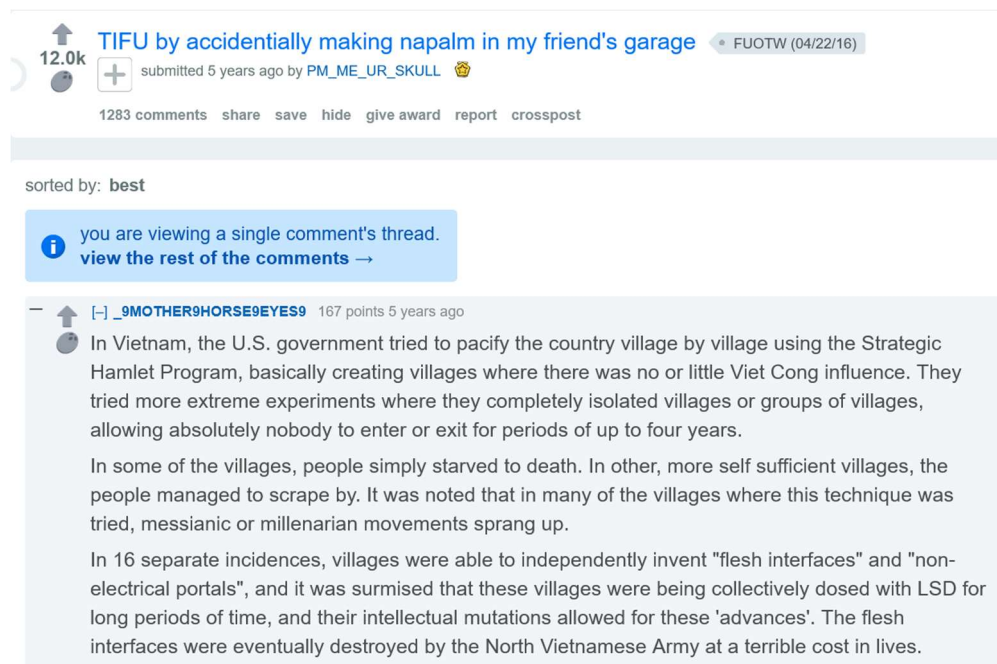 TIFU by accidentially making napalm in my friend's garage FUOTW (04/22/16)
12.0k
submitted 5 years ago by PM_ME_UR_SKULL
1283 comments share save hide give award report crosspost
sorted by: best
you are viewing a single comment's thread.
view the rest of the comments →
[–] _9MOTHER9HORSE9EYES9 167 points 5 years ago
In Vietnam, the U.S. government tried to pacify the country village by village using the Strategic
Hamlet Program, basically creating villages where there was no or little Viet Cong influence. They
tried more extreme experiments where they completely isolated villages or groups of villages,
allowing absolutely nobody to enter or exit for periods of up to four years.
In some of the villages, people simply starved to death. In other, more self sufficient villages, the
people managed to scrape by. It was noted that in many of the villages where this technique was
tried, messianic or millenarian movements sprang up.
In 16 separate incidences, villages were able to independently invent "flesh interfaces" and "non-
electrical portals", and it was surmised that these villages were being collectively dosed with LSD for
long periods of time, and their intellectual mutations allowed for these 'advances'. The flesh
interfaces were eventually destroyed by the North Vietnamese Army at a terrible cost in lives.